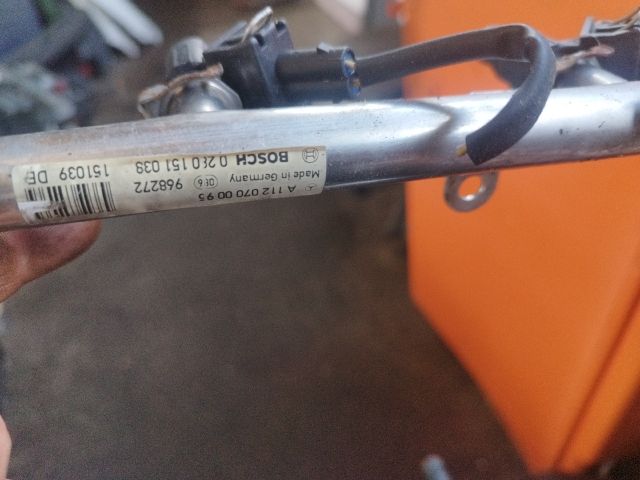 A 112 070 00 95
Made in Germany
968272
BOSCH 0 280 151 039
151039 DE